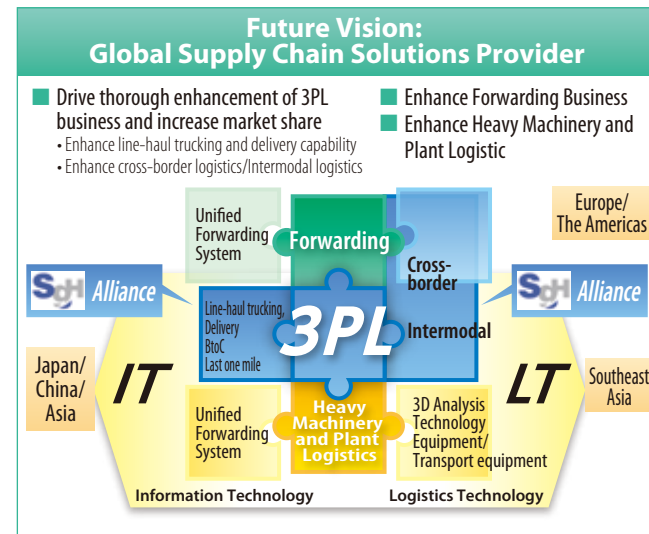 Future Vision:
Global Supply Chain Solutions Provider
■ Drive thorough enhancement of 3PL
business and increase market share
• Enhance line-haul trucking and delivery capability
• Enhance cross-border logistics/Intermodal logistics
■ Enhance Forwarding Business
■ Enhance Heavy Machinery and
Plant Logistic
Europe/
The Americas
Unified
Forwarding
System
Forwarding
Cross-
border
SGH Alliance
SGH Alliance
Line-haul trucking,
Delivery
BtoC
Last one mile
3PL
Intermodal
Japan/
China/
Asia
IT
LT
Southeast
Asia
Unified
Forwarding
System
Heavy
Machinery
and Plant
Logistics
3D Analysis
Technology
Equipment/
Transport equipment
Information Technology
Logistics Technology